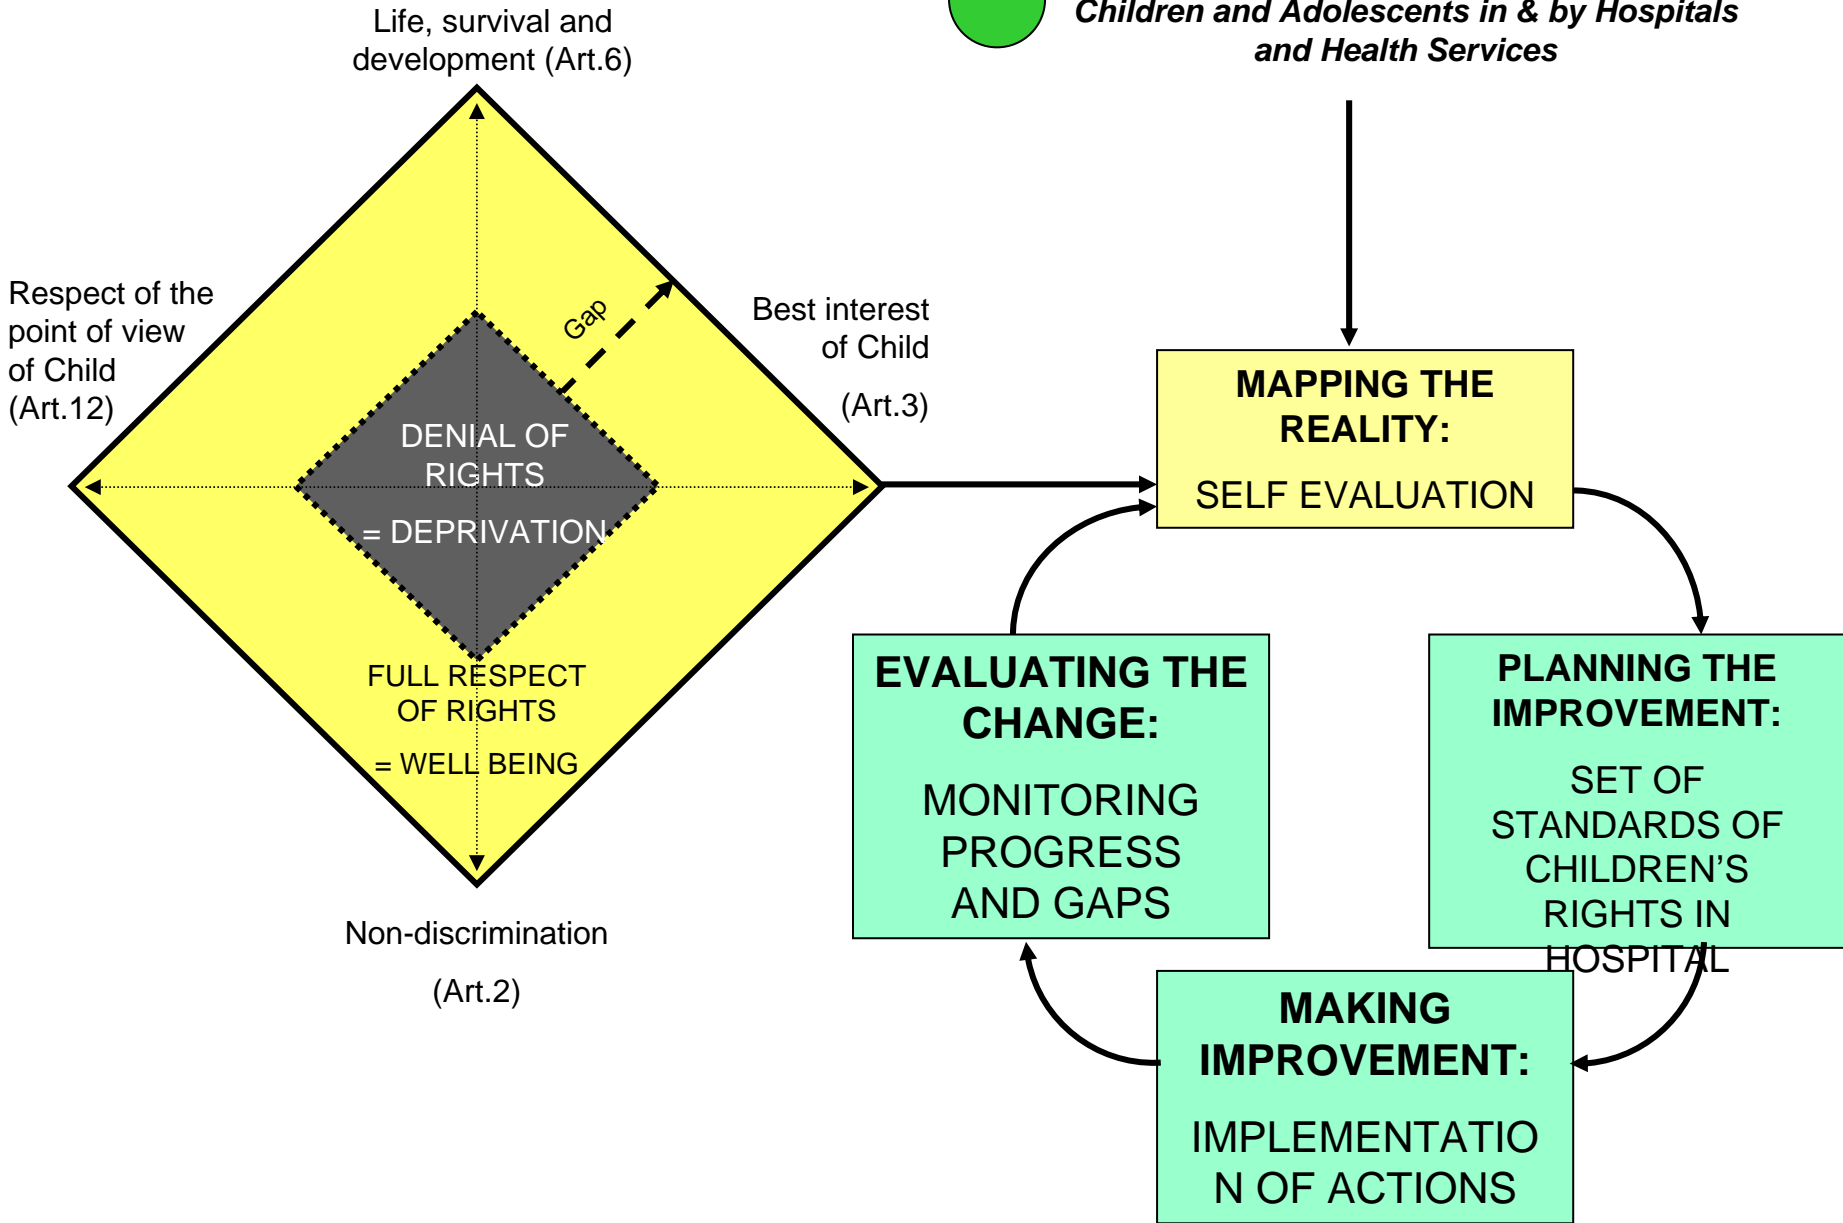 Life, survival and
development (Art.6)
Children and Adolescents in & by Hospitals
and Health Services
Respect of the
point of view
of Child
(Art.12)
Gap
Best interest
of Child
(Art.3)
DENIAL OF
RIGHTS
= DEPRIVATION
FULL RESPECT
OF RIGHTS
= WELL BEING
Non-discrimination
(Art.2)
MAPPING THE
REALITY:
SELF EVALUATION
EVALUATING THE
CHANGE:
MONITORING
PROGRESS
AND GAPS
PLANNING THE
IMPROVEMENT:
SET OF
STANDARDS OF
CHILDREN’S
RIGHTS IN
HOSPITAL
MAKING
IMPROVEMENT:
IMPLEMENTATIO
N OF ACTIONS